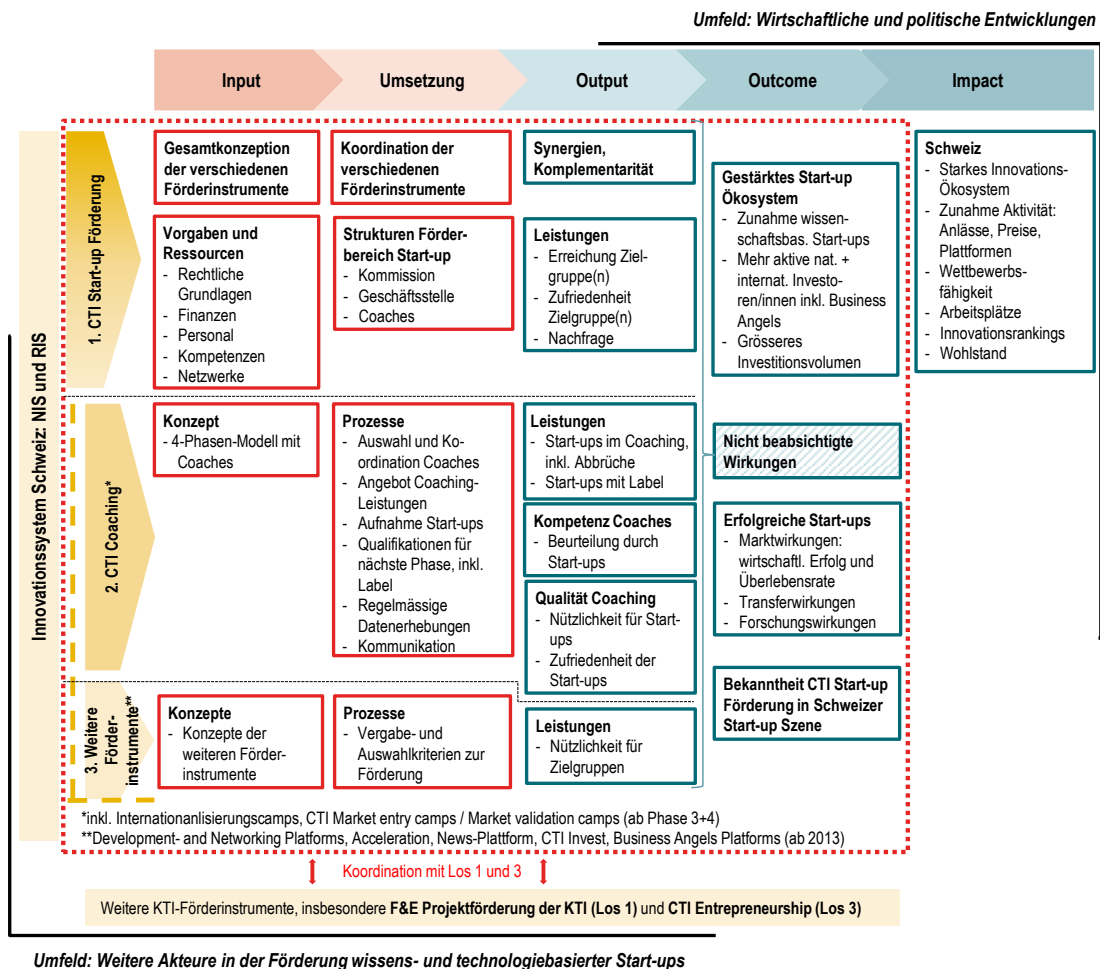 Umfeld: Wirtschaftliche und politische Entwicklungen
Input
Umsetzung
Output
Outcome
Impact
Innovationssystem Schweiz: NIS und RIS
1. CTI Start-up Förderung
Gesamtkonzeption
der verschiedenen
Förderinstrumente
Koordination der
verschiedenen
Förderinstrumente
Synergien,
Komplementarität
Vorgaben und
Ressourcen
- Rechtliche
Grundlagen
- Finanzen
- Personal
- Kompetenzen
- Netzwerke
Strukturen Förder-
bereich Start-up
- Kommission
- Geschäftsstelle
- Coaches
Leistungen
- Erreichung Ziel-
gruppe(n)
- Zufriedenheit
Zielgruppe(n)
- Nachfrage
Gestärktes Start-up
Ökosystem
- Zunahme wissen-
schaftsbas. Start-ups
- Mehr aktive nat. +
internat. Investo-
ren/innen inkl. Business
Angels
- Grösseres
Investitionsvolumen
Schweiz
- Starkes Innovations-
Ökosystem
- Zunahme Aktivität:
Anlässe, Preise,
Plattformen
- Wettbewerbs-
fähigkeit
- Arbeitsplätze
- Innovationsrankings
- Wohlstand
2. CTI Coaching*
Konzept
- 4-Phasen-Modell mit
Coaches
Prozesse
- Auswahl und Ko-
ordination Coaches
- Angebot Coaching-
Leistungen
- Aufnahme Start-ups
- Qualifikationen für
nächste Phase, inkl.
Label
- Regelmässige
Datenerhebungen
- Kommunikation
Leistungen
- Start-ups im Coaching,
inkl. Abbrüche
- Start-ups mit Label
Kompetenz Coaches
- Beurteilung durch
Start-ups
Qualität Coaching
- Nützlichkeit für Start-
ups
- Zufriedenheit der
Start-ups
Nicht beabsichtigte
Wirkungen
Erfolgreiche Start-ups
- Marktwirkungen:
wirtschaftl. Erfolg und
Überlebensrate
- Transferwirkungen
- Forschungswirkungen
Bekanntheit CTI Start-up
Förderung in Schweizer
Start-up Szene
3. Weitere
Förder-
instrumente**
Konzepte
- Konzepte der
weiteren Förder-
instrumente
Prozesse
- Vergabe- und
Auswahlkriterien zur
Förderung
Leistungen
- Nützlichkeit für
Zielgruppen
*inkl. Internationanlisierungscamps, CTI Market entry camps / Market validation camps (ab Phase 3+4)
**Development- and Networking Platforms, Acceleration, News-Plattform, CTI Invest, Business Angels Platforms (ab 2013)
Koordination mit Los 1 und 3
Weitere KTI-Förderinstrumente, insbesondere F&E Projektförderung der KTI (Los 1) und CTI Entrepreneurship (Los 3)
Umfeld: Weitere Akteure in der Förderung wissens- und technologiebasierter Start-ups